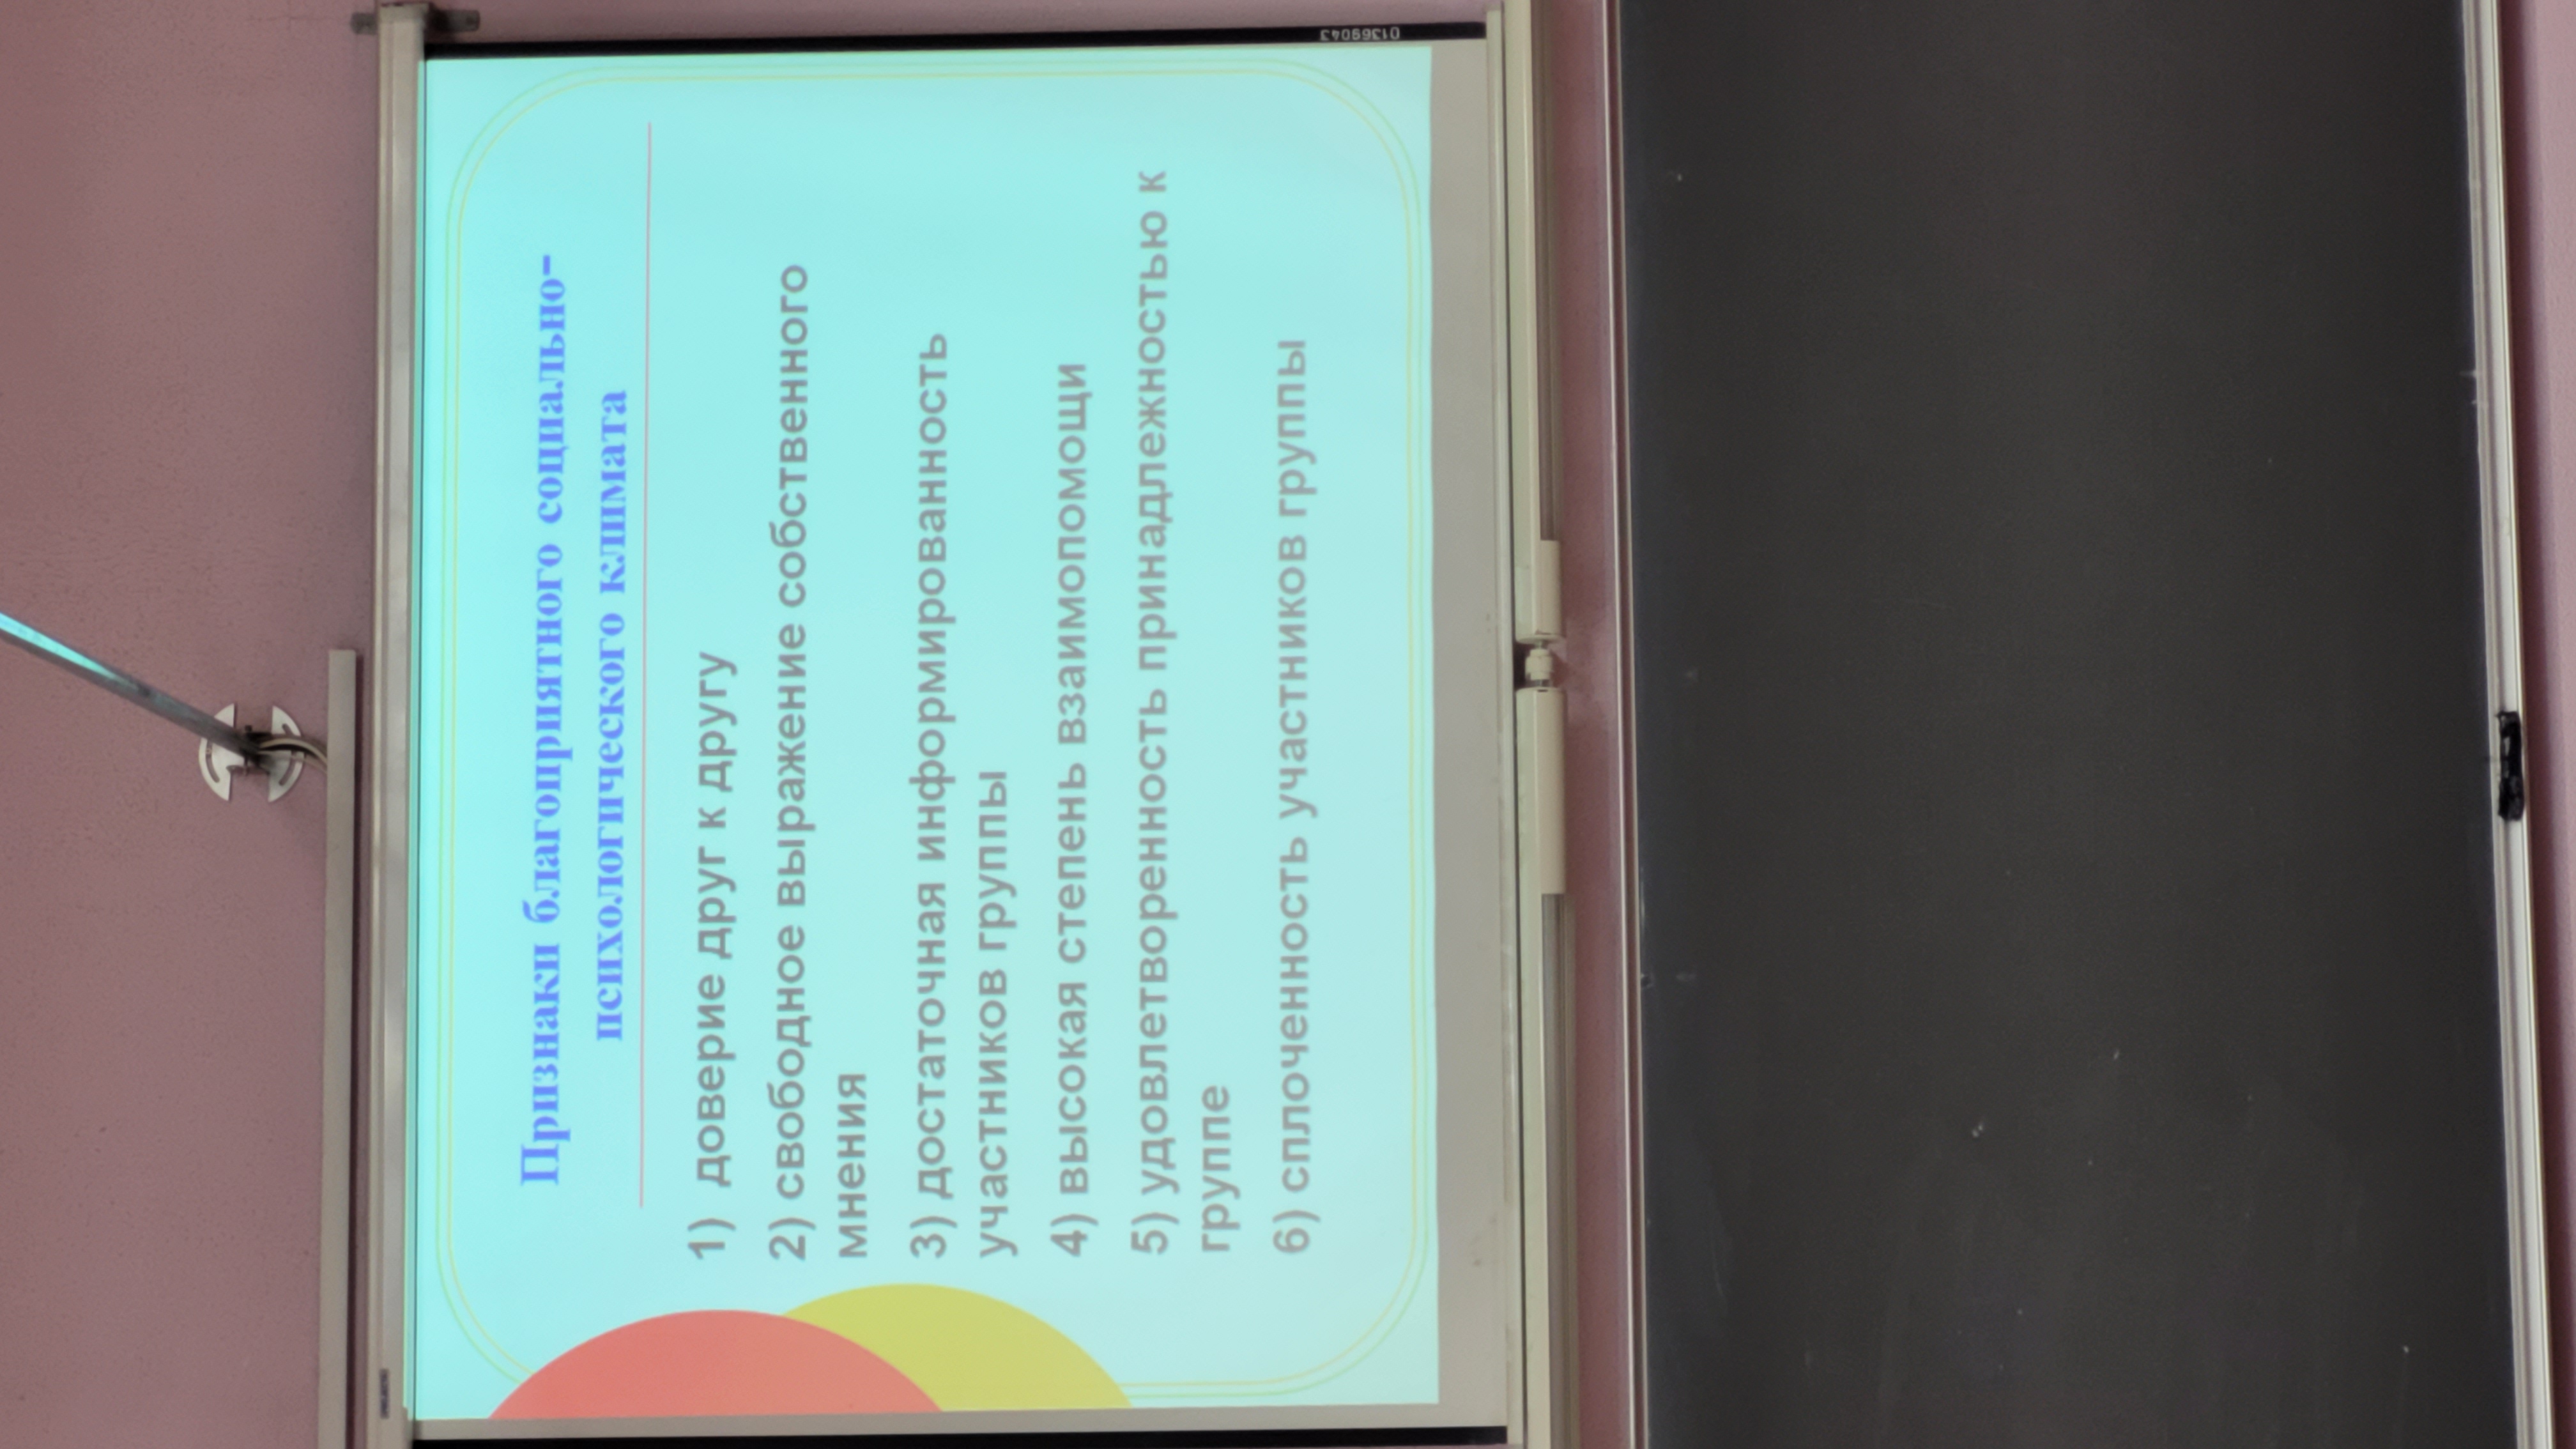 Признаки благоприятного социально-
психологического климата
1) доверие друг к другу
2) свободное выражение собственного
мнения
3) достаточная информированность
участников группы
4) высокая степень взаимопомощи
5) удовлетворенность принадлежностью к
группе
6) сплоченность участников группы
01369043